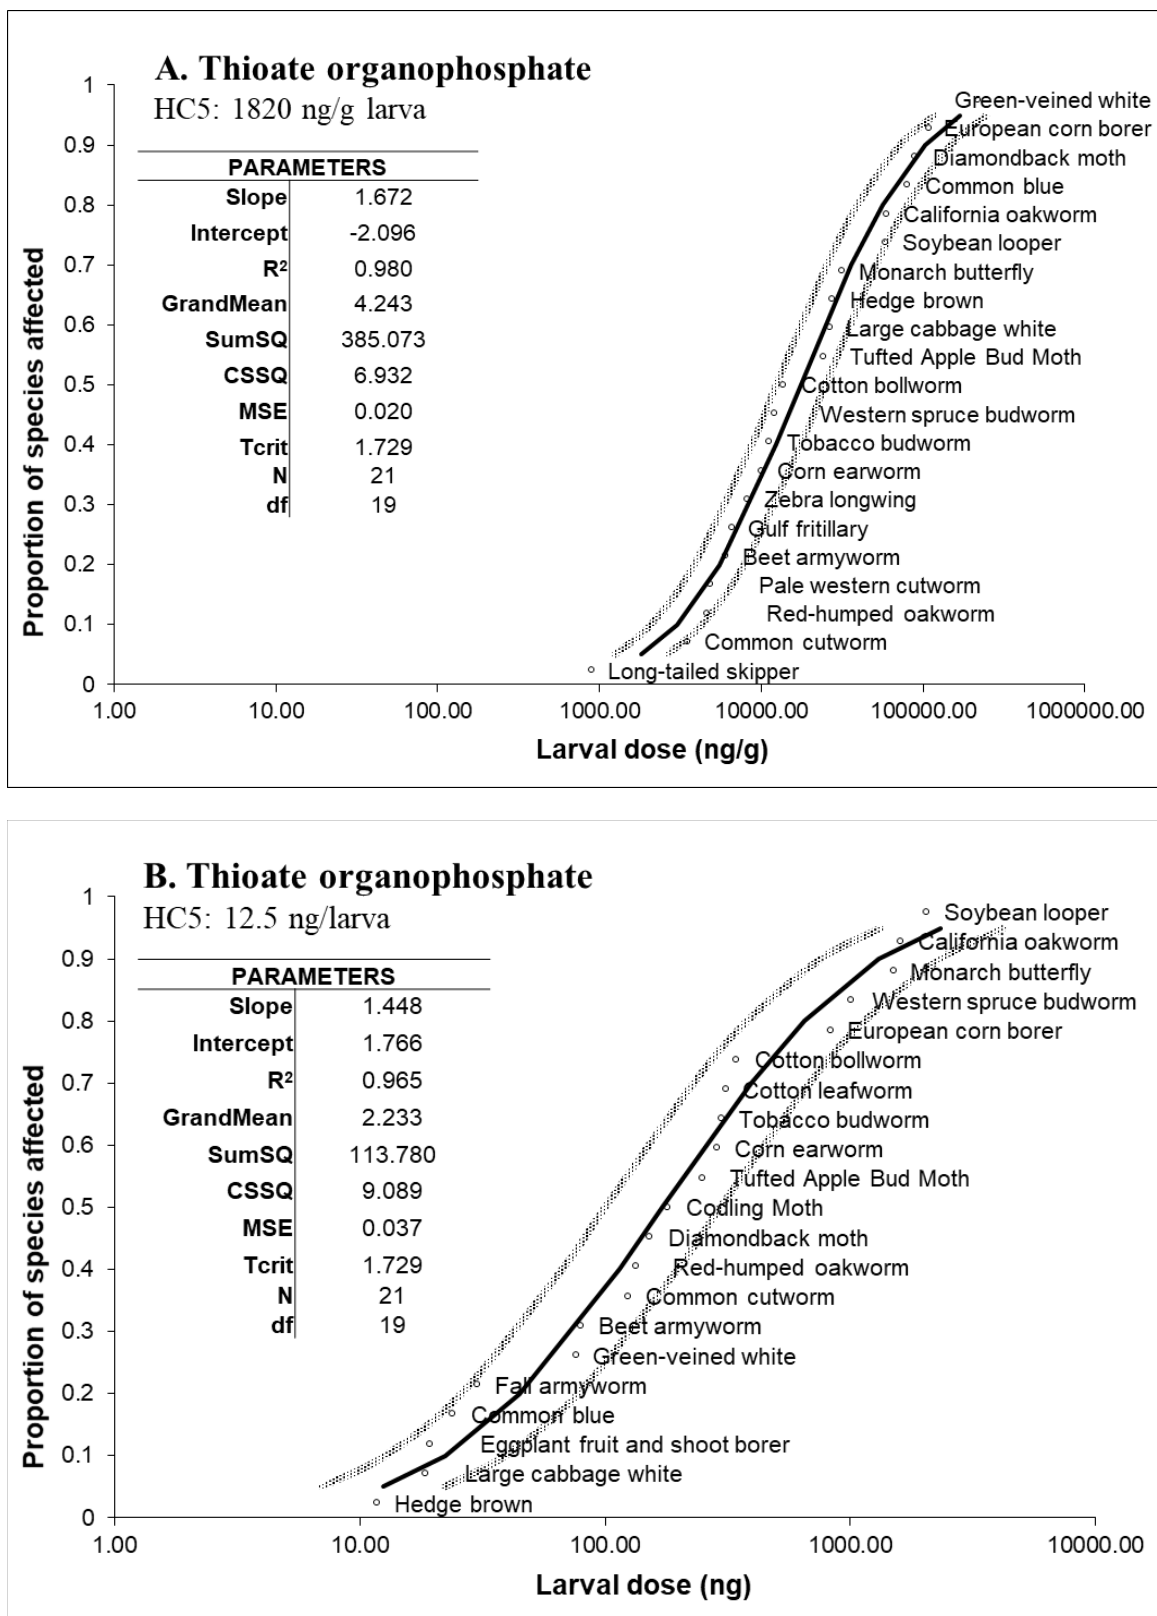 A. Thioate organophosphate
HC5: 1820 ng/g larva
PARAMETERS
Slope 1.672
Intercept -2.096
R² 0.980
GrandMean 4.243
SumSQ 385.073
CSSQ 6.932
MSE 0.020
Tcrit 1.729
N 21
df 19
Proportion of species affected
1
0.9
0.8
0.7
0.6
0.5
0.4
0.3
0.2
0.1
0
Green-veined white
European corn borer
Diamondback moth
Common blue
California oakworm
Soybean looper
Monarch butterfly
Hedge brown
Large cabbage white
Tufted Apple Bud Moth
Cotton bollworm
Western spruce budworm
Tobacco budworm
Corn earworm
Zebra longwing
Gulf fritillary
Beet armyworm
Pale western cutworm
Red-humped oakworm
Common cutworm
Long-tailed skipper
1.00 10.00 100.00 1000.00 10000.00 100000.00 1000000.00
Larval dose (ng/g)
B. Thioate organophosphate
HC5: 12.5 ng/larva
PARAMETERS
Slope 1.448
Intercept 1.766
R² 0.965
GrandMean 2.233
SumSQ 113.780
CSSQ 9.089
MSE 0.037
Tcrit 1.729
N 21
df 19
Proportion of species affected
1
0.9
0.8
0.7
0.6
0.5
0.4
0.3
0.2
0.1
0
Soybean looper
California oakworm
Monarch butterfly
Western spruce budworm
European corn borer
Cotton bollworm
Cotton leafworm
Tobacco budworm
Corn earworm
Tufted Apple Bud Moth
Codling Moth
Diamondback moth
Red-humped oakworm
Common cutworm
Beet armyworm
Green-veined white
Fall armyworm
Common blue
Eggplant fruit and shoot borer
Large cabbage white
Hedge brown
1.00 10.00 100.00 1000.00 10000.00
Larval dose (ng)